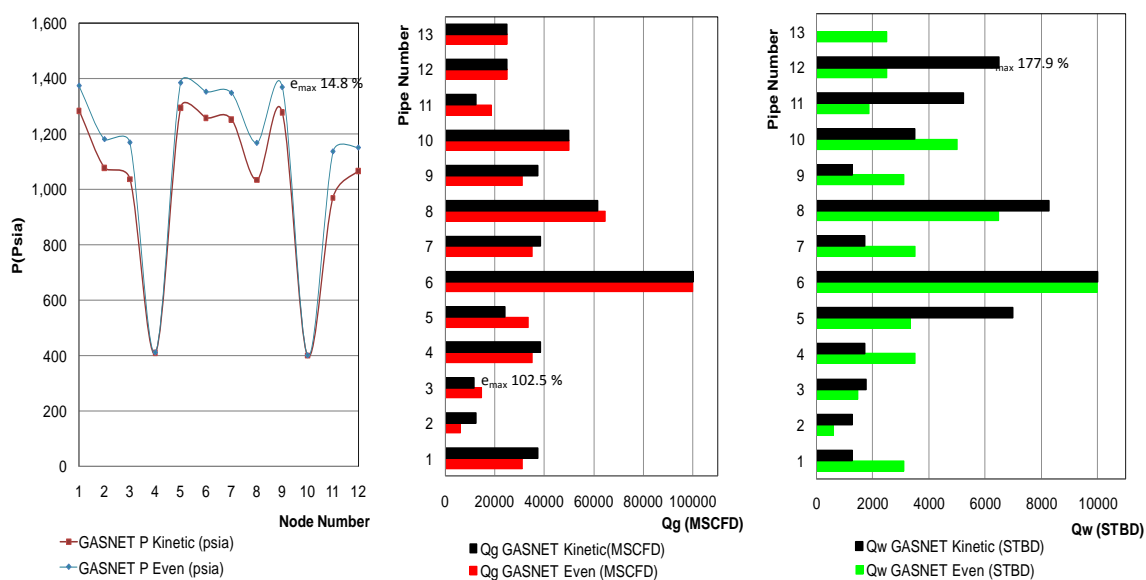 1,600
1,400
1,200
1,000
800
600
400
200
0
P(Psia)
1 2 3 4 5 6 7 8 9 10 11 12
Node Number
emax 14.8 %
GASNET P Kinetic (psia)
GASNET P Even (psia)
Pipe Number
13
12
11
10
9
8
7
6
5
4
3
2
1
emax 102.5 %
0 20000 40000 60000 80000 100000
Qg (MSCFD)
Qg GASNET Kinetic(MSCFD)
Qg GASNET Even (MSCFD)
Pipe Number
13
12
11
10
9
8
7
6
5
4
3
2
1
max 177.9 %
0 2000 4000 6000 8000 10000
Qw (STBD)
Qw GASNET Kinetic (STBD)
Qw GASNET Even (STBD)